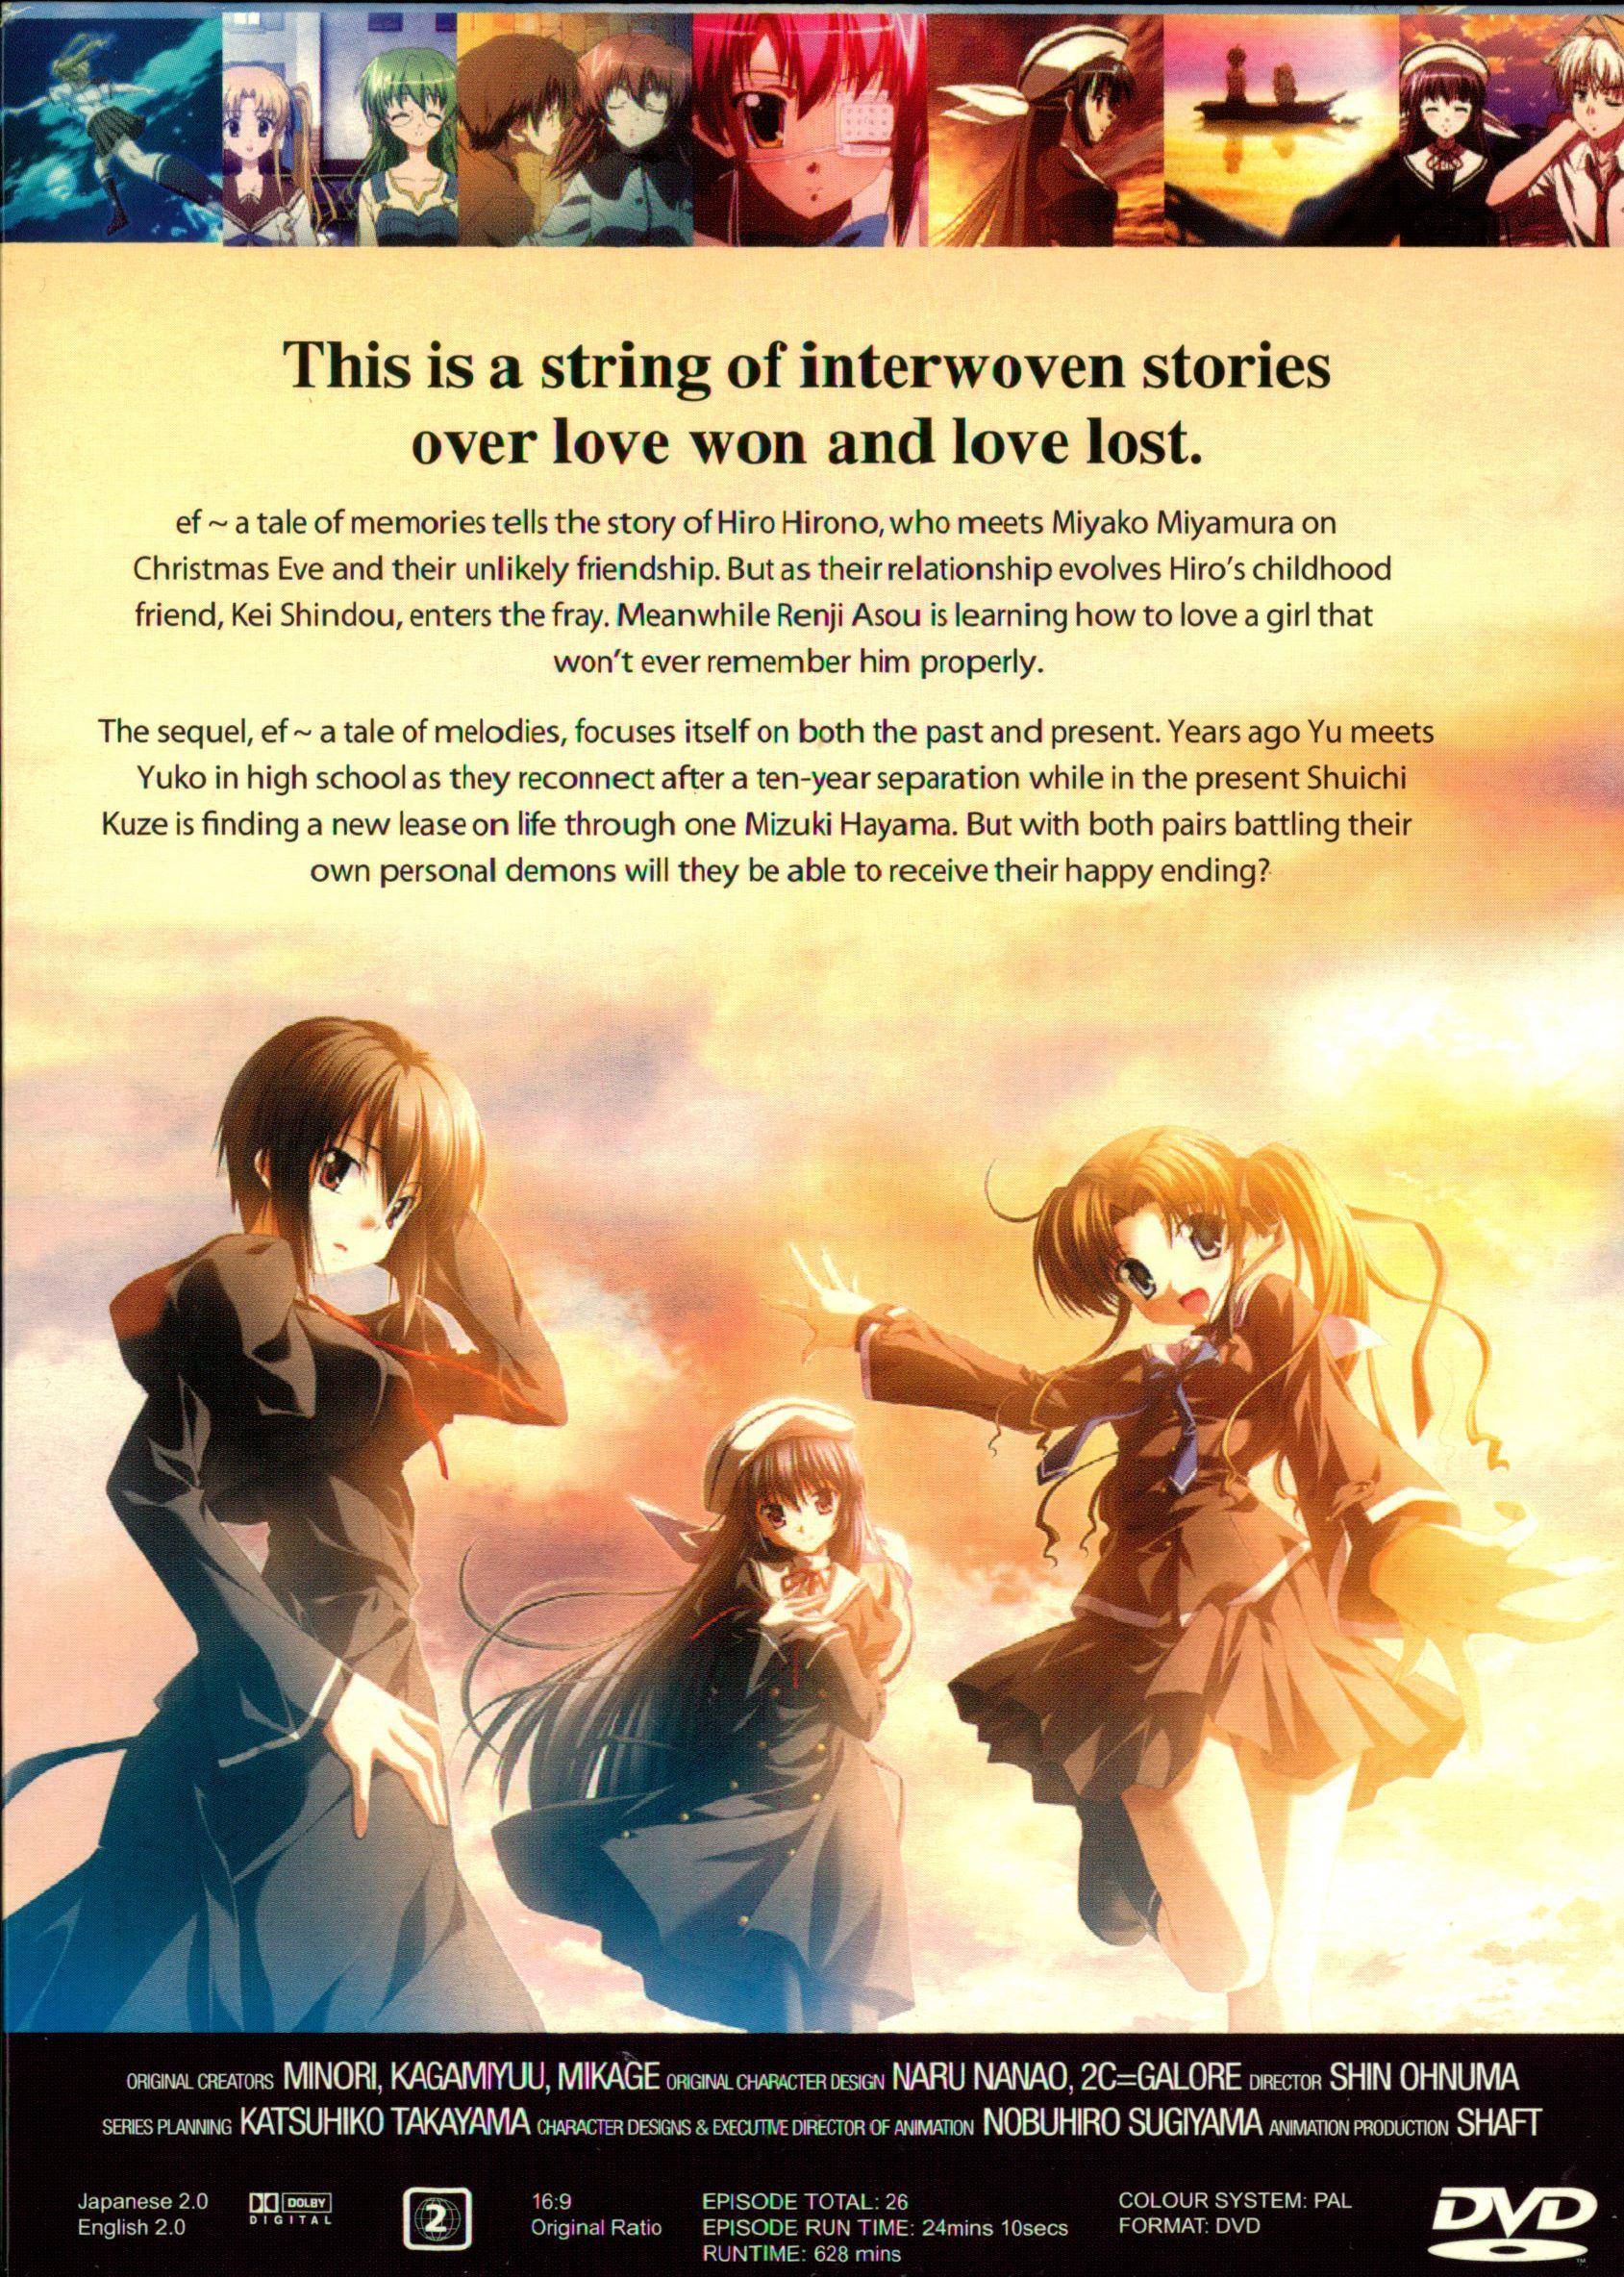 This is a string of interwoven stories
over love won and love lost.
ef ~ a tale of memories tells the story of Hiro Hirono, who meets Miyako Miyamura on
Christmas Eve and their unlikely friendship. But as their relationship evolves Hiro's childhood
friend, Kei Shindou, enters the fray. Meanwhile Renji Asou is learning how to love a girl that
won't ever remember him properly.
The sequel, ef ~ a tale of melodies, focuses itself on both the past and present. Years ago Yu meets
Yuko in high school as they reconnect after a ten-year separation while in the present Shuichi
Kuze is finding a new lease on life through one Mizuki Hayama. But with both pairs battling their
own personal demons will they be able to receive their happy ending?
ORIGINAL CREATORS MINORI, KAGAMIYUU, MIKAGE ORIGINAL CHARACTER DESIGN NARU NANAO, 2C=GALORE DIRECTOR SHIN OHNUMA
SERIES PLANNING KATSUHIKO TAKAYAMA CHARACTER DESIGNS & EXECUTIVE DIRECTOR OF ANIMATION NOBUHIRO SUGIYAMA ANIMATION PRODUCTION SHAFT
Japanese 2.0
English 2.0
DOLBY
DIGITAL
2
16:9
Original Ratio
EPISODE TOTAL: 26
EPISODE RUN TIME: 24mins 10secs
RUNTIME: 628 mins
COLOUR SYSTEM: PAL
FORMAT: DVD
DVD
TM